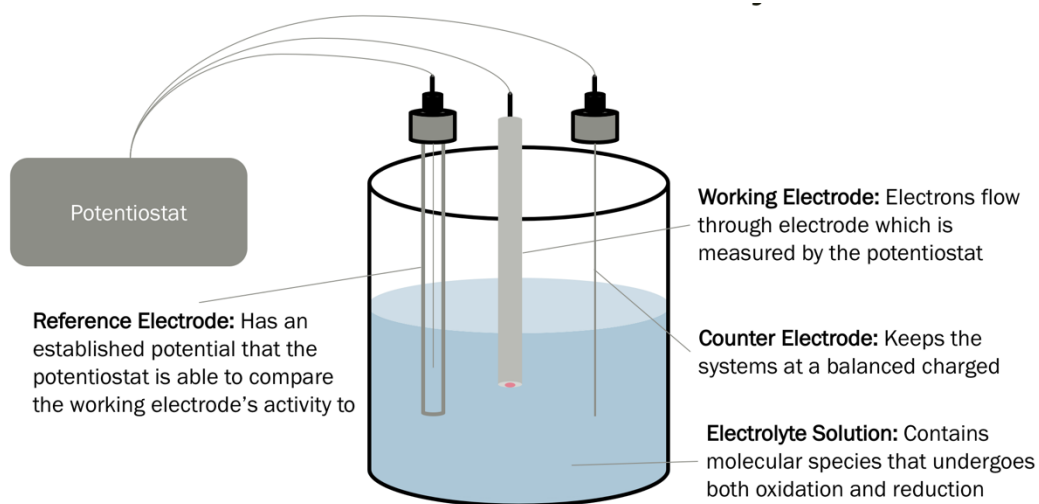 Potentiostat
Working Electrode: Electrons flow
through electrode which is
measured by the potentiostat
Reference Electrode: Has an
established potential that the
potentiostat is able to compare
the working electrode's activity to
Counter Electrode: Keeps the
systems at a balanced charged
Electrolyte Solution: Contains
molecular species that undergoes
both oxidation and reduction